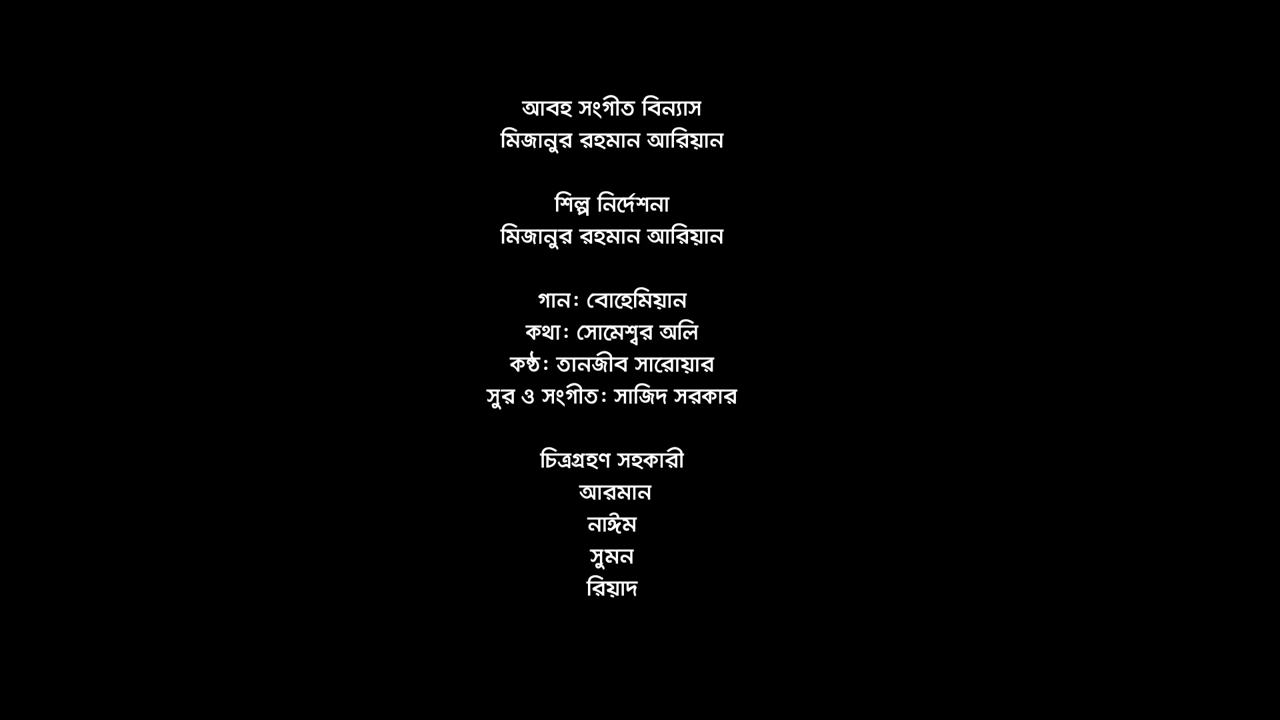 আবহ সংগীত বিন্যাস
মিজানুর রহমান আরিয়ান
শিল্প নির্দেশনা
মিজানুর রহমান আরিয়ান
গান: বোহেমিয়ান
কথা: সোমেশ্বর অলি
কণ্ঠ: তানজীব সারোয়ার
সুর ও সংগীত: সাজিদ সরকার
চিত্রগ্রহণ সহকারী
আরমান
নাঈম
সুমন
রিয়াদ